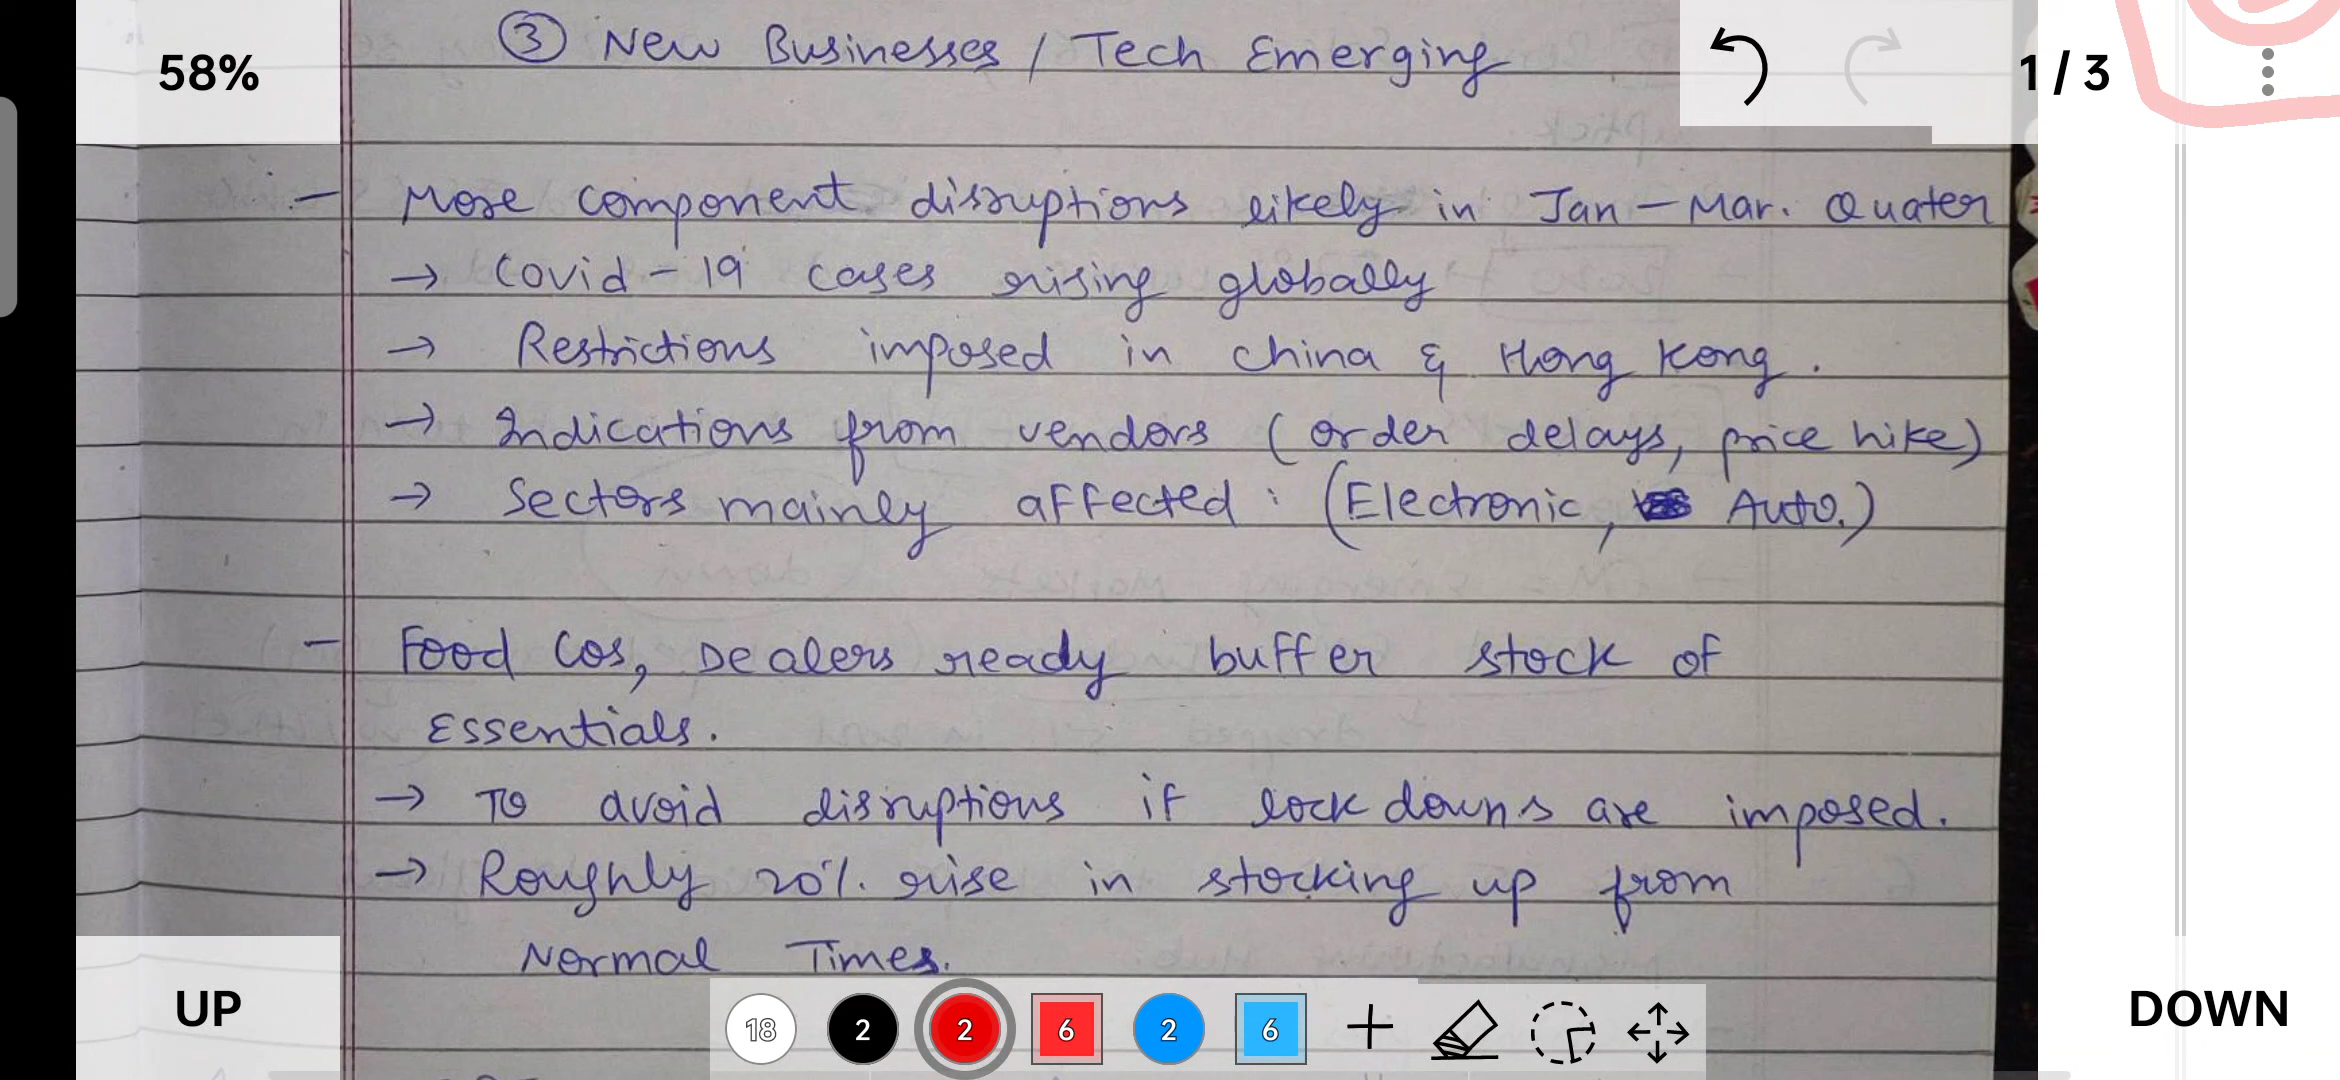 58%
③ New Businesses / Tech Emerging
1 / 3
- More component disruptions likely in Jan - Mar. Quater
→ Covid - 19 cases rising globally
→ Restrictions imposed in China & Hong Kong.
→ Indications from vendors (order delays, price hike)
→ Sectors mainly affected : (Electronic, Auto.)
- Food Cos, Dealers ready buffer stock of
Essentials.
→ To avoid disruptions if lock downs are imposed.
→ Roughly 20% rise in stocking up from
Normal Times.
UP
DOWN
18 2 2 6 2 6